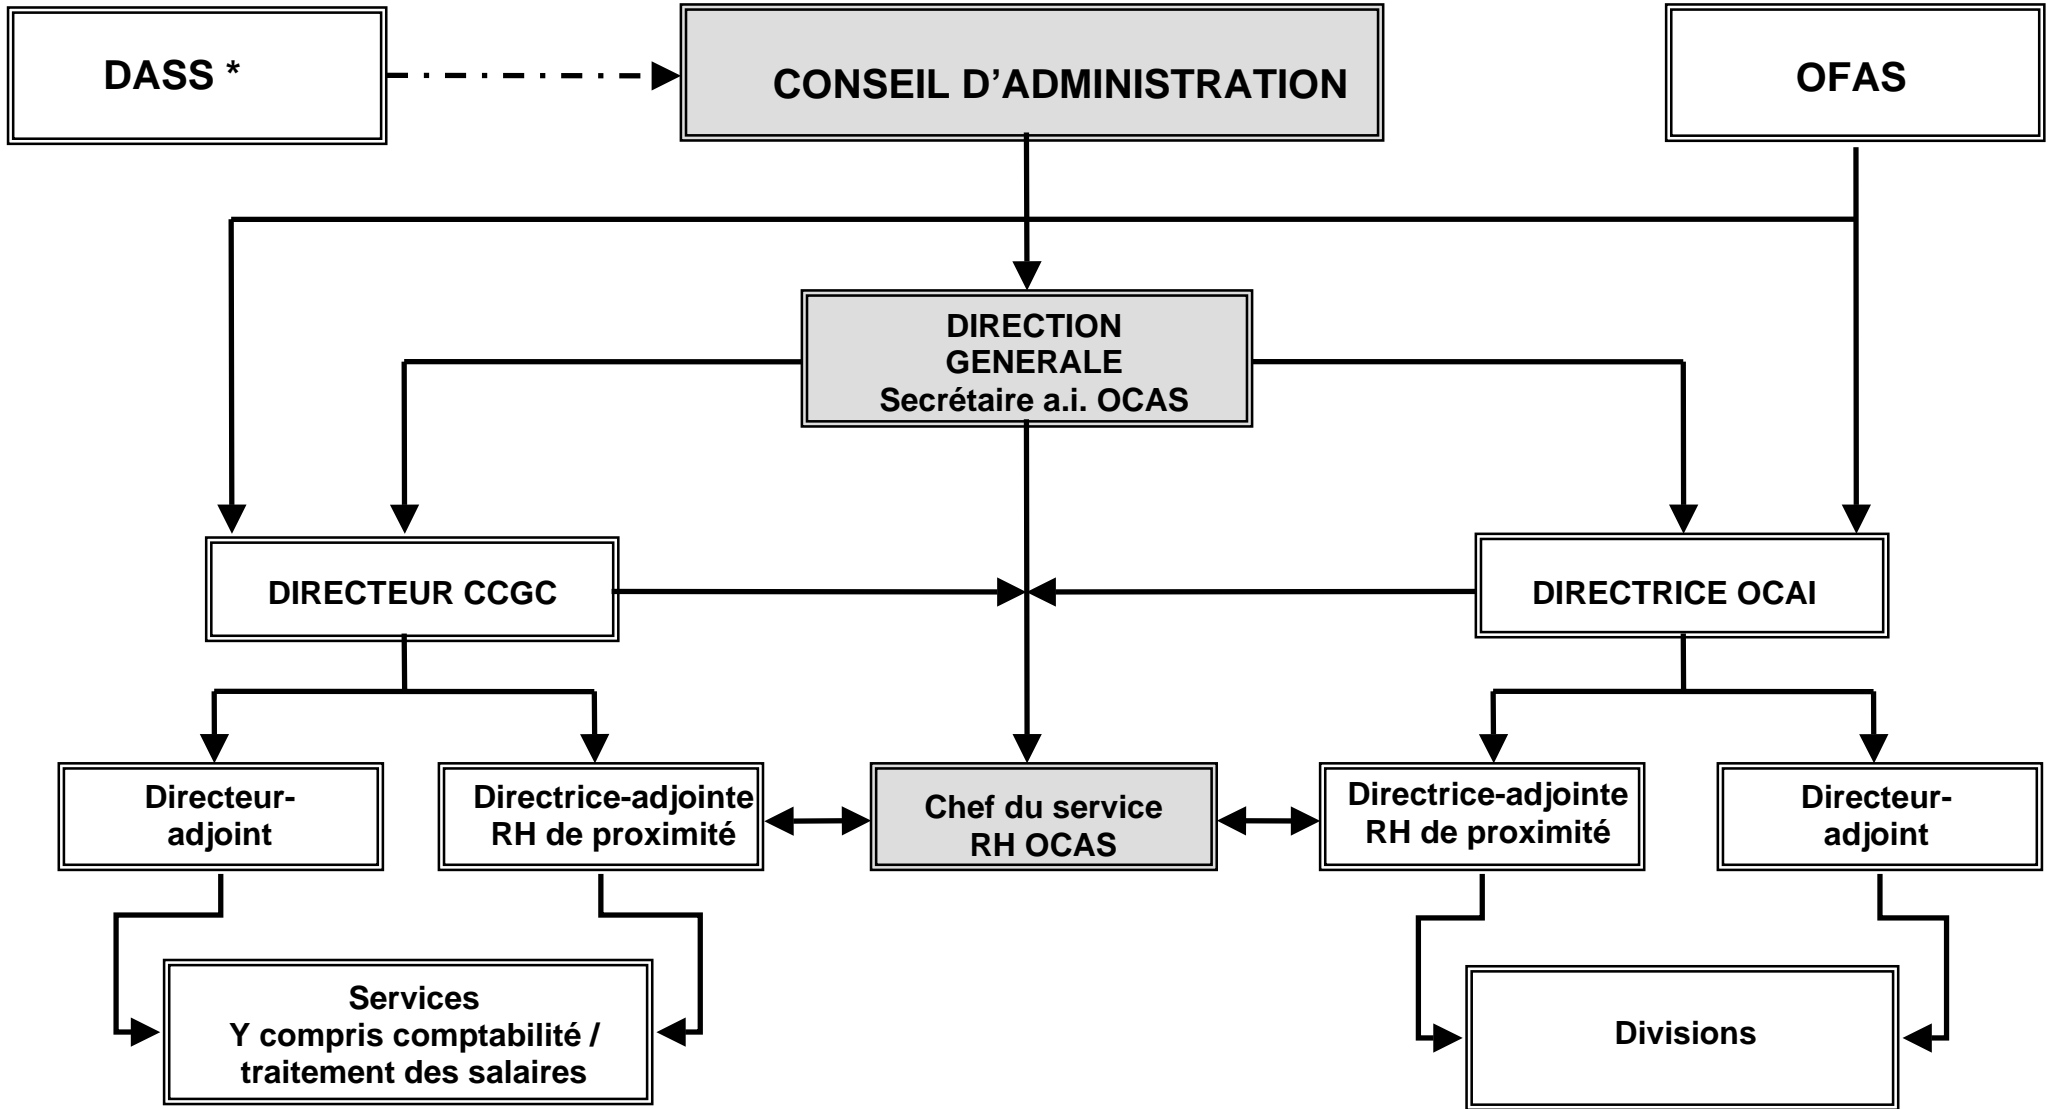 DASS *
CONSEIL D’ADMINISTRATION
OFAS
DIRECTION
GENERALE
Secrétaire a.i. OCAS
DIRECTEUR CCGC
DIRECTRICE OCAI
Directeur-
adjoint
Directrice-adjointe
RH de proximité
Chef du service
RH OCAS
Directrice-adjointe
RH de proximité
Directeur-
adjoint
Services
Y compris comptabilité /
traitement des salaires
Divisions